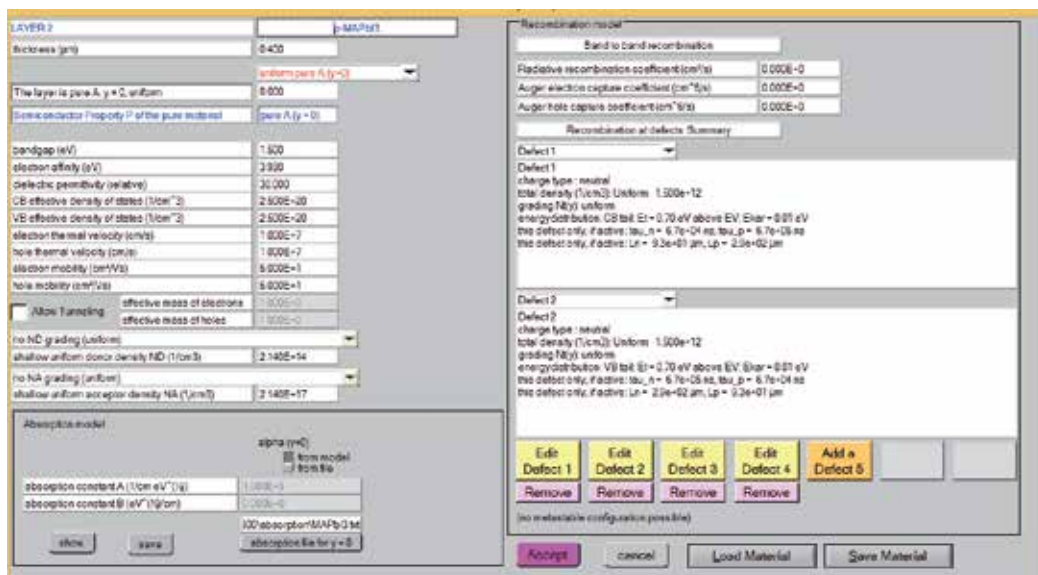 LAYER 2
p-MAPbI3
thickness (µm)
0.400
uniform pure A (y=0)
The layer is pure A: y = 0, uniform
0.000
Semiconductor Property P of the pure material
pure A (y = 0)
bandgap (eV)
electron affinity (eV)
3.930
dielectric permittivity (relative)
30.000
CB effective density of states (1/cm^3)
2.500E+20
VB effective density of states (1/cm^3)
2.500E+20
electron thermal velocity (cm/s)
1.000E+7
hole thermal velocity (cm/s)
1.000E+7
electron mobility (cm²/Vs)
5.000E+1
hole mobility (cm²/Vs)
5.000E+1
Allow Tunneling
effective mass of electrons
effective mass of holes
no ND grading (uniform)
shallow uniform donor density ND (1/cm3)
2.140E+14
no NA grading (uniform)
shallow uniform acceptor density NA (1/cm3)
2.140E+17
Absorption model
alpha (y=0)
from model
from file
absorption constant A (1/cm eV^(½))
absorption constant B (eV^(½)/cm)
\absorption\MAPbI3.txt
show
save
absorption file for y = 0
Recombination model
Band to band recombination
Radiative recombination coefficient (cm³/s)
0.000E+0
Auger electron capture coefficient (cm^6/s)
0.000E+0
Auger hole capture coefficient (cm^6/s)
0.000E+0
Recombination at defects: Summary
Defect 1
Defect 1
charge type : neutral
total density (1/cm3): Uniform 1.500e+12
grading Nt(y): uniform
energydistribution: CB tail; Et = 0.70 eV above EV; Ekar = 0.01 eV
this defect only, if active: tau_n = 6.7e+04 ns, tau_p = 6.7e+05 ns
this defect only, if active: Ln = 9.3e+01 µm, Lp = 2.9e+02 µm
Defect 2
Defect 2
charge type : neutral
total density (1/cm3): Uniform 1.500e+12
grading Nt(y): uniform
energydistribution: VB tail; Et = 0.70 eV above EV; Ekar = 0.01 eV
this defect only, if active: tau_n = 6.7e+05 ns, tau_p = 6.7e+04 ns
this defect only, if active: Ln = 2.9e+02 µm, Lp = 9.3e+01 µm
Edit Defect 1
Edit Defect 2
Edit Defect 3
Edit Defect 4
Add a Defect 5
Remove
Remove
Remove
Remove
(no metastable configuration possible)
Accept
cancel
Load Material
Save Material